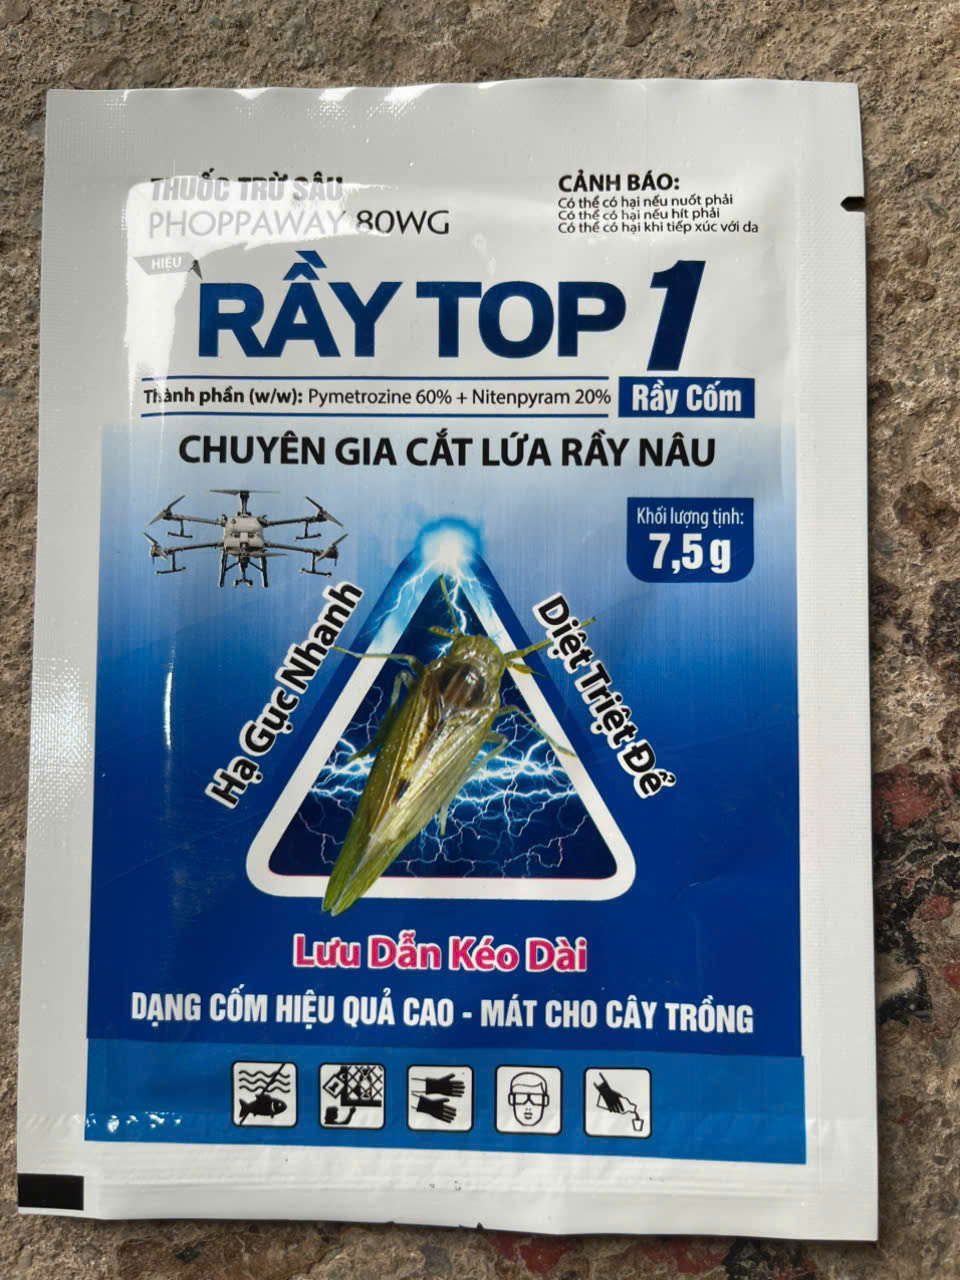 THUỐC TRỪ SÂU
PHOPPAWAY 80WG
CẢNH BÁO:
Có thể có hại nếu nuốt phải
Có thể có hại nếu hít phải
Có thể có hại khi tiếp xúc với da
HIỆU
RẦY TOP 1
Thành phần (w/w): Pymetrozine 60% + Nitenpyram 20%
Rầy Cốm
CHUYÊN GIA CẮT LỨA RẦY NÂU
Khối lượng tịnh:
7,5 g
Hạ Gục Nhanh
Diệt Triệt Để
Lưu Dẫn Kéo Dài
DẠNG CỐM HIỆU QUẢ CAO - MÁT CHO CÂY TRỒNG